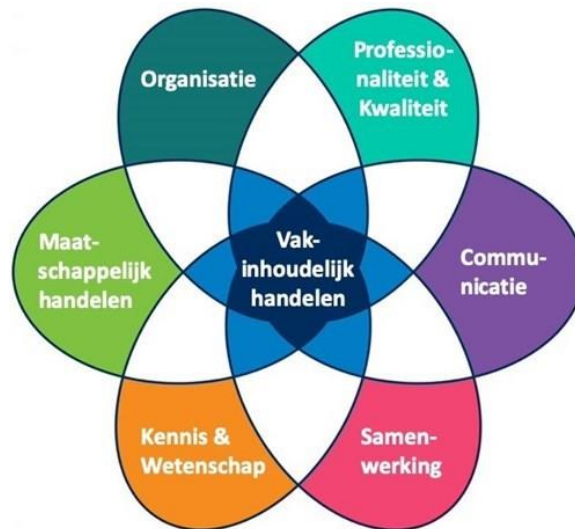 Organisatie
Professio-
naliteit &
Kwaliteit
Maat-
schappelijk
handelen
Vak-
inhoudelijk
handelen
Commu-
nicatie
Kennis &
Wetenschap
Samen-
werking